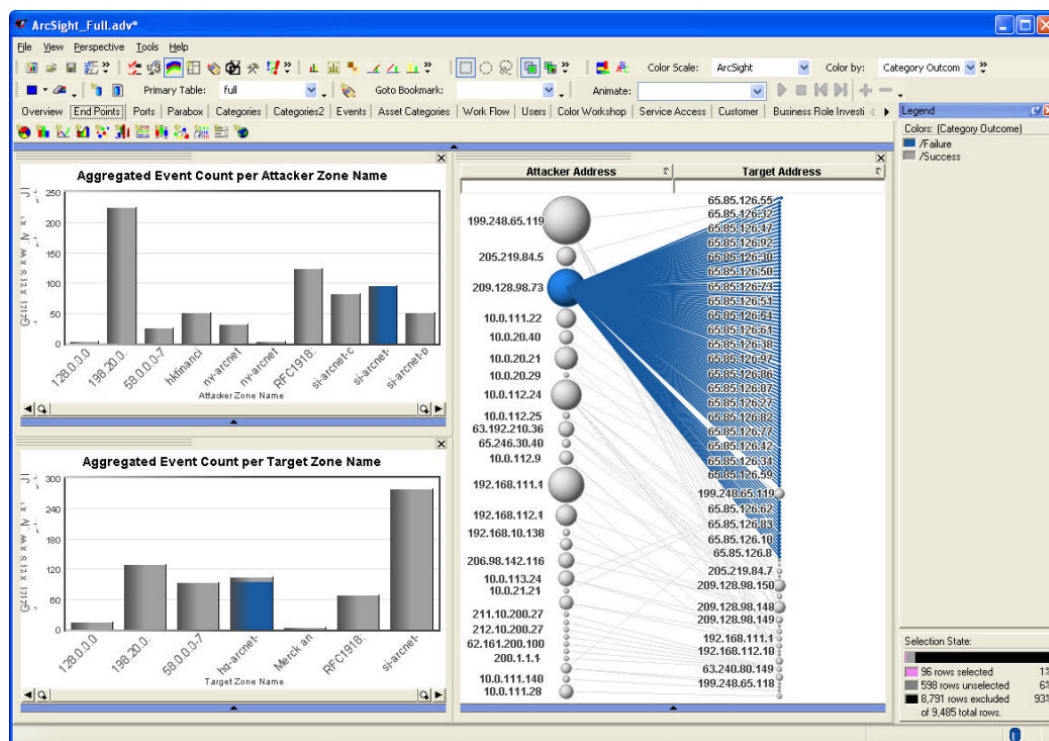 ArcSight_Full.adv*
File View Perspective Tools Help
Color Scale: ArcSight Color by: Category Outcom
Primary Table: full Goto Bookmark: Animate:
Overview End Points Ports Parabox Categories Categories2 Events Asset Categories Work Flow Users Color Workshop Service Access Customer Business Role Investi
Legend
Colors: (Category Outcome)
/Failure
/Success
Aggregated Event Count per Attacker Zone Name
250
200
150
100
50
0
128.0.0.0
198.20.0.
58.0.0.0-7
hkfinanci
nv-arcnet
nv-arcnet
RFC1918.
si-arcnet-c
si-arcnet-
si-arcnet-p
Attacker Zone Name
Aggregated Event Count per Target Zone Name
300
240
180
120
60
0
128.0.0.0
198.20.0.
58.0.0.0-7
hq-arcnet-
Merck an
RFC1918.
si-arcnet-
Target Zone Name
Attacker Address
199.248.65.119
205.219.84.5
209.128.98.73
10.0.111.22
10.0.20.40
10.0.20.21
10.0.20.29
10.0.112.24
10.0.112.25
63.192.210.36
65.246.30.40
10.0.112.9
192.168.111.1
192.168.112.1
192.168.10.138
206.98.142.116
10.0.113.24
10.0.21.21
211.10.200.27
212.10.200.27
62.161.200.100
200.1.1.1
10.0.111.140
10.0.111.28
Target Address
65.85.126.55
65.85.126.32
65.85.126.47
65.85.126.92
65.85.126.30
65.85.126.50
65.85.126.73
65.85.126.51
65.85.126.54
65.85.126.61
65.85.126.38
65.85.126.97
65.85.126.86
65.85.126.87
65.85.126.27
65.85.126.82
65.85.126.77
65.85.126.42
65.85.126.34
65.85.126.59
199.248.65.119
65.85.126.62
65.85.126.83
65.85.126.10
65.85.126.8
205.219.84.7
209.128.98.150
209.128.98.148
209.128.98.149
192.168.111.1
192.168.112.10
63.240.80.149
199.248.65.118
Selection State:
96 rows selected 1%
598 rows unselected 6%
8,791 rows excluded 93%
of 9,485 total rows.